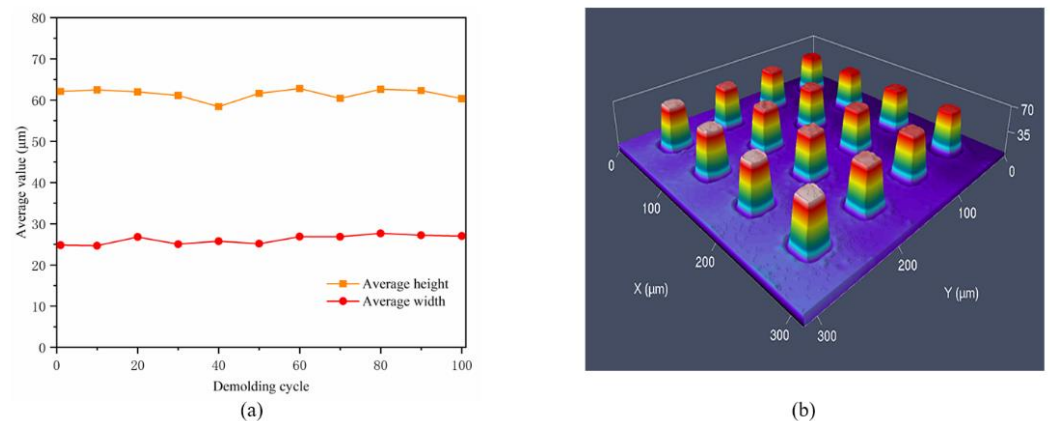 80
70
60
50
40
30
20
10
0
Average value (μm)
Average height
Average width
0 20 40 60 80 100
Demolding cycle
(a)
70
35
0
0
100
100
200
200
X (μm)
Y (μm)
300
300
(b)